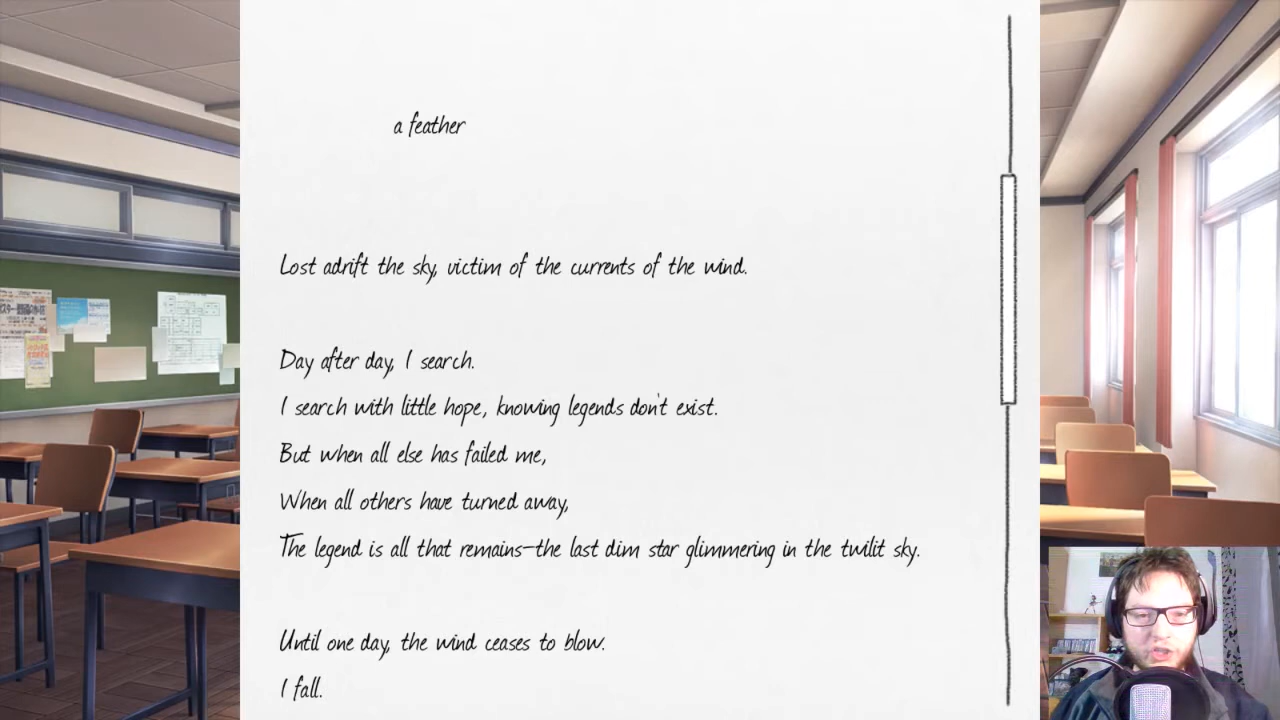 a feather
Lost adrift the sky, victim of the currents of the wind.
Day after day, I search.
I search with little hope, knowing legends don't exist.
But when all else has failed me,
When all others have turned away,
The legend is all that remains—the last dim star glimmering in the twilit sky.
Until one day, the wind ceases to blow.
I fall.